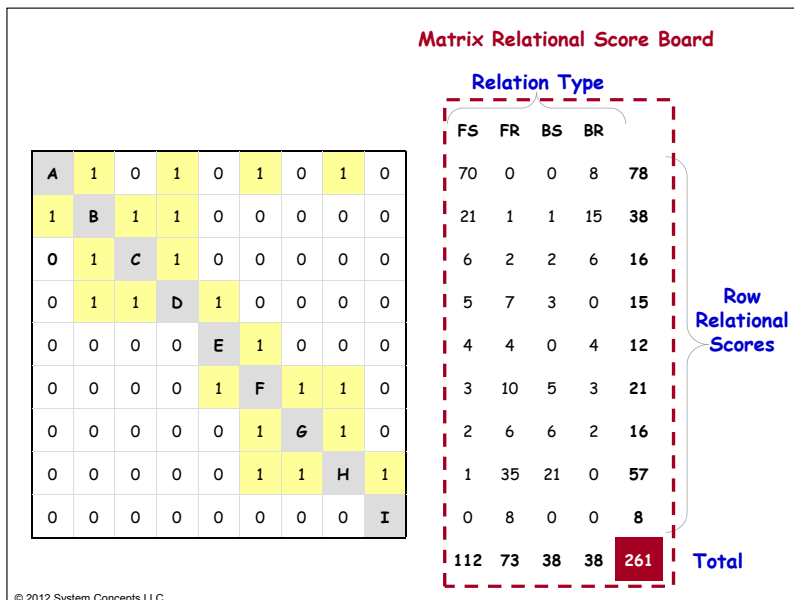 Matrix Relational Score Board
Relation Type
FS FR BS BR
A 1 0 1 0 1 0 1 0 70 0 0 8 78
1 B 1 1 0 0 0 0 0 21 1 1 15 38
0 1 C 1 0 0 0 0 0 6 2 2 6 16
0 1 1 D 1 0 0 0 0 5 7 3 0 15
0 0 0 0 E 1 0 0 0 4 4 0 4 12
0 0 0 0 1 F 1 1 0 3 10 5 3 21
0 0 0 0 0 1 G 1 0 2 6 6 2 16
0 0 0 0 0 1 1 H 1 1 35 21 0 57
0 0 0 0 0 0 0 0 I 0 8 0 0 8
Row
Relational
Scores
112 73 38 38 261 Total
© 2012 System Concepts LLC